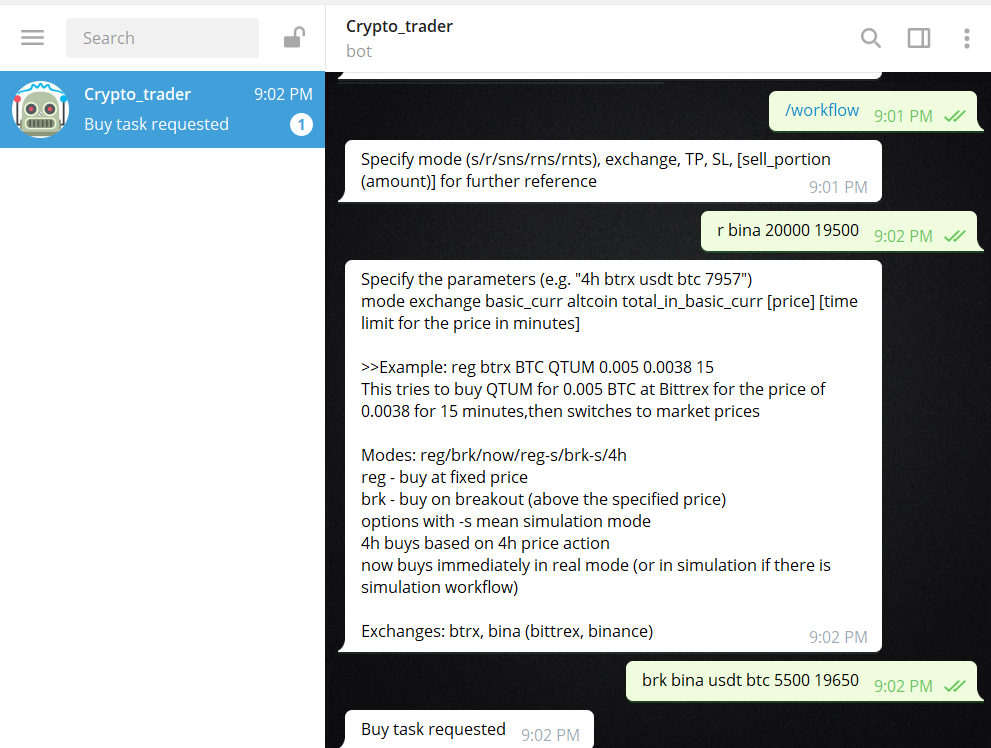 Search
Crypto_trader
bot
Crypto_trader 9:02 PM
Buy task requested 1
/workflow 9:01 PM
Specify mode (s/r/sns/rns/rnts), exchange, TP, SL, [sell_portion
(amount)] for further reference 9:01 PM
r bina 20000 19500 9:02 PM
Specify the parameters (e.g. "4h btrx usdt btc 7957")
mode exchange basic_curr altcoin total_in_basic_curr [price] [time
limit for the price in minutes]
>>Example: reg btrx BTC QTUM 0.005 0.0038 15
This tries to buy QTUM for 0.005 BTC at Bittrex for the price of
0.0038 for 15 minutes,then switches to market prices
Modes: reg/brk/now/reg-s/brk-s/4h
reg - buy at fixed price
brk - buy on breakout (above the specified price)
options with -s mean simulation mode
4h buys based on 4h price action
now buys immediately in real mode (or in simulation if there is
simulation workflow)
Exchanges: btrx, bina (bittrex, binance) 9:02 PM
brk bina usdt btc 5500 19650 9:02 PM
Buy task requested 9:02 PM